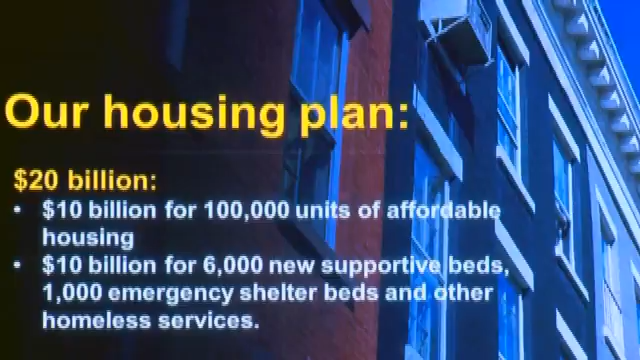 Our housing plan:
$20 billion:
• $10 billion for 100,000 units of affordable
housing
• $10 billion for 6,000 new supportive beds,
1,000 emergency shelter beds and other
homeless services.